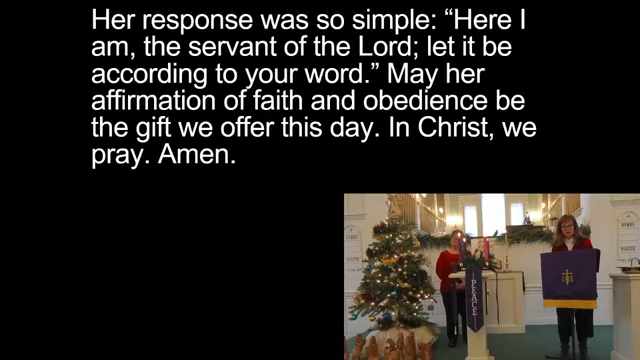 Her response was so simple: “Here I
am, the servant of the Lord; let it be
according to your word.” May her
affirmation of faith and obedience be
the gift we offer this day. In Christ, we
pray. Amen.
PEACE